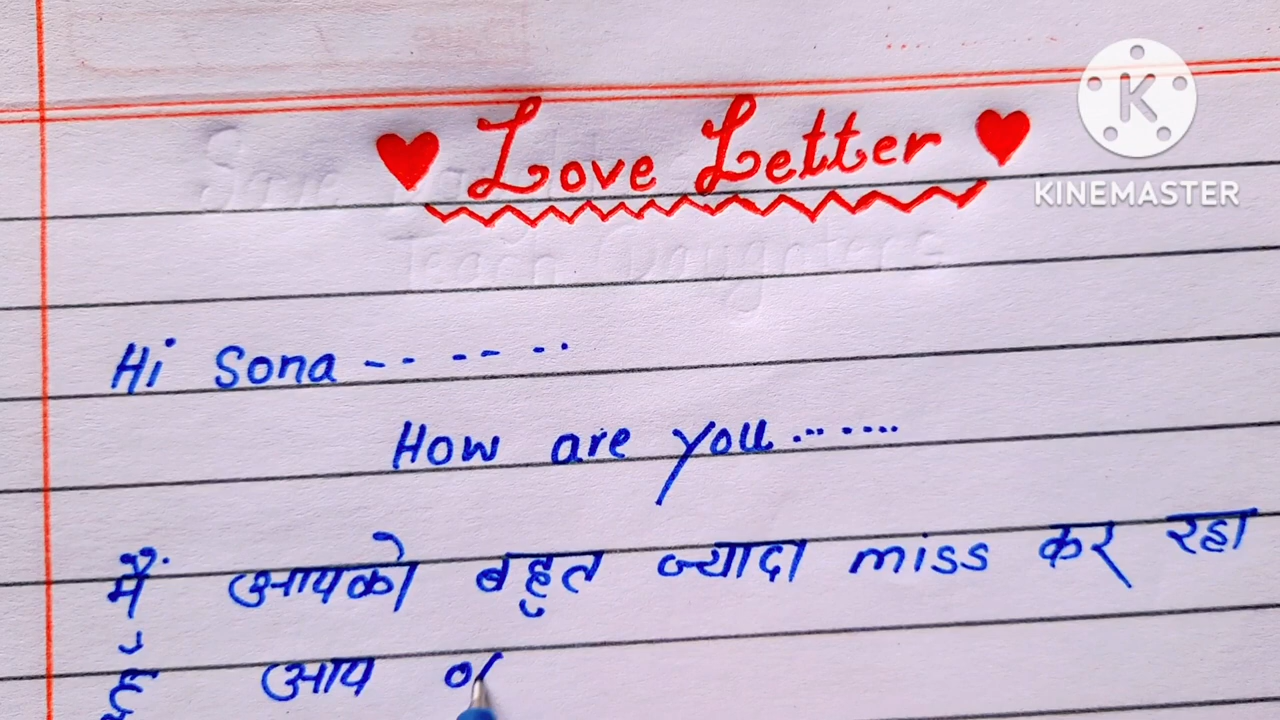 Love Letter
K
KINEMASTER
Hi Sona -- -- -- ..
How are you.........
मैं आपको बहुत ज्यादा miss कर रहा
हूँ आप